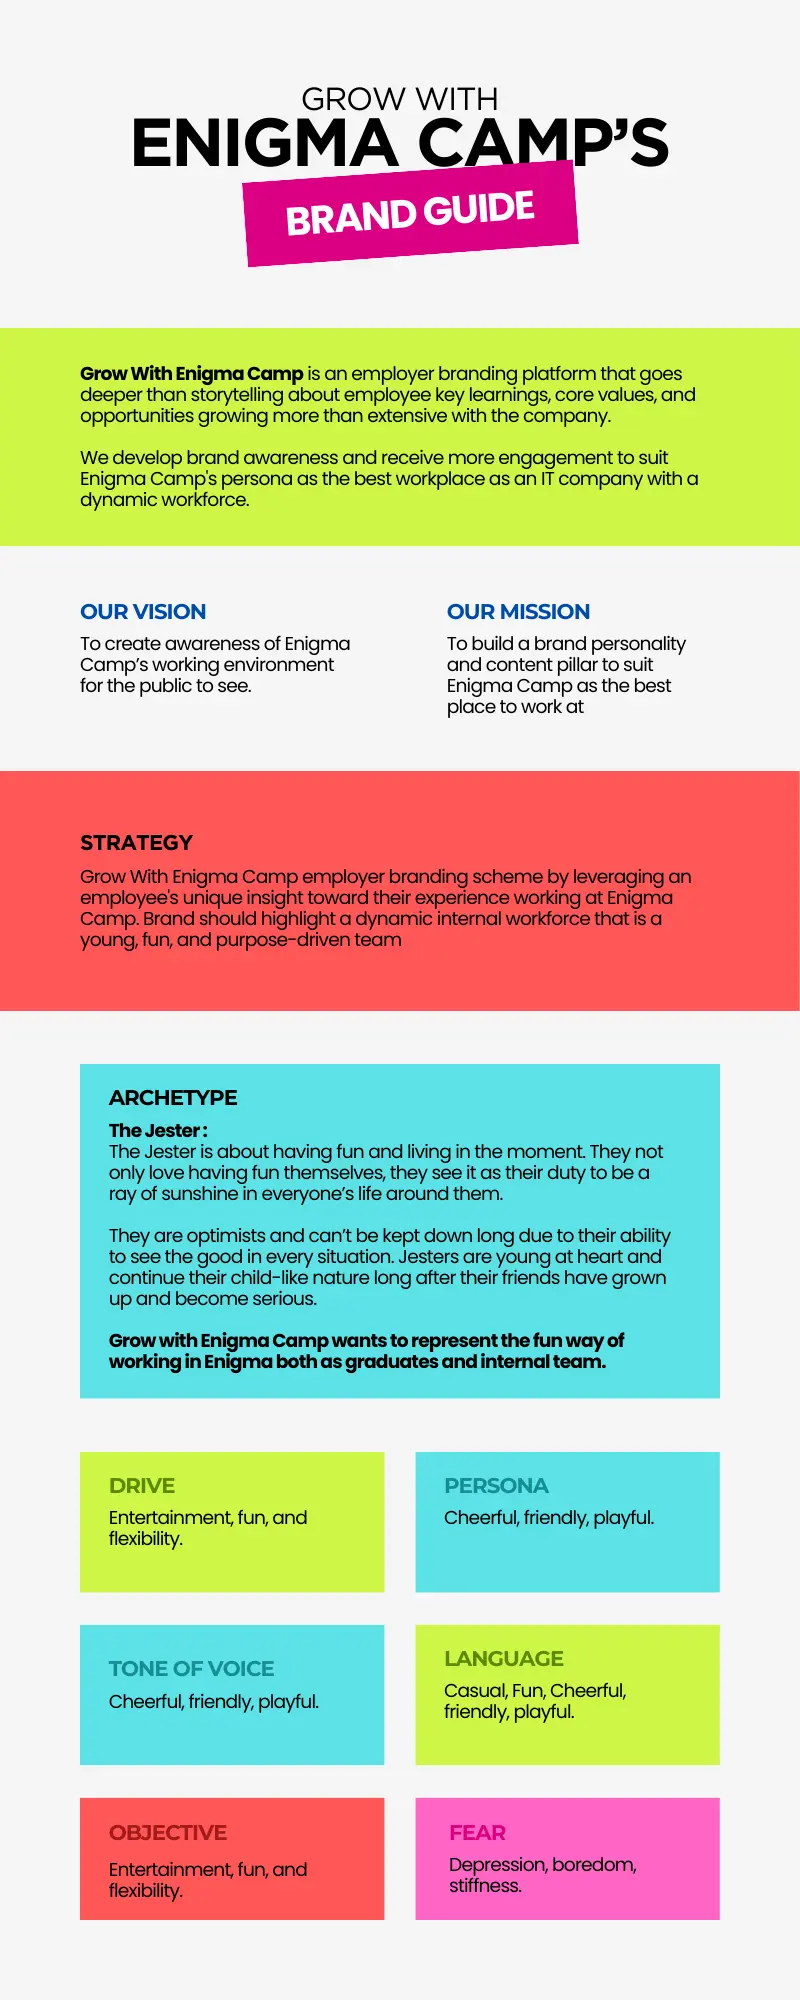 GROW WITH
ENIGMA CAMP'S
BRAND GUIDE
Grow With Enigma Camp is an employer branding platform that goes
deeper than storytelling about employee key learnings, core values, and
opportunities growing more than extensive with the company.
We develop brand awareness and receive more engagement to suit
Enigma Camp's persona as the best workplace as an IT company with a
dynamic workforce.
OUR VISION
To create awareness of Enigma
Camp's working environment
for the public to see.
OUR MISSION
To build a brand personality
and content pillar to suit
Enigma Camp as the best
place to work at
STRATEGY
Grow With Enigma Camp employer branding scheme by leveraging an
employee's unique insight toward their experience working at Enigma
Camp. Brand should highlight a dynamic internal workforce that is a
young, fun, and purpose-driven team
ARCHETYPE
The Jester :
The Jester is about having fun and living in the moment. They not
only love having fun themselves, they see it as their duty to be a
ray of sunshine in everyone's life around them.
They are optimists and can't be kept down long due to their ability
to see the good in every situation. Jesters are young at heart and
continue their child-like nature long after their friends have grown
up and become serious.
Grow with Enigma Camp wants to represent the fun way of
working in Enigma both as graduates and internal team.
DRIVE
Entertainment, fun, and
flexibility.
PERSONA
Cheerful, friendly, playful.
TONE OF VOICE
Cheerful, friendly, playful.
LANGUAGE
Casual, Fun, Cheerful,
friendly, playful.
OBJECTIVE
Entertainment, fun, and
flexibility.
FEAR
Depression, boredom,
stiffness.